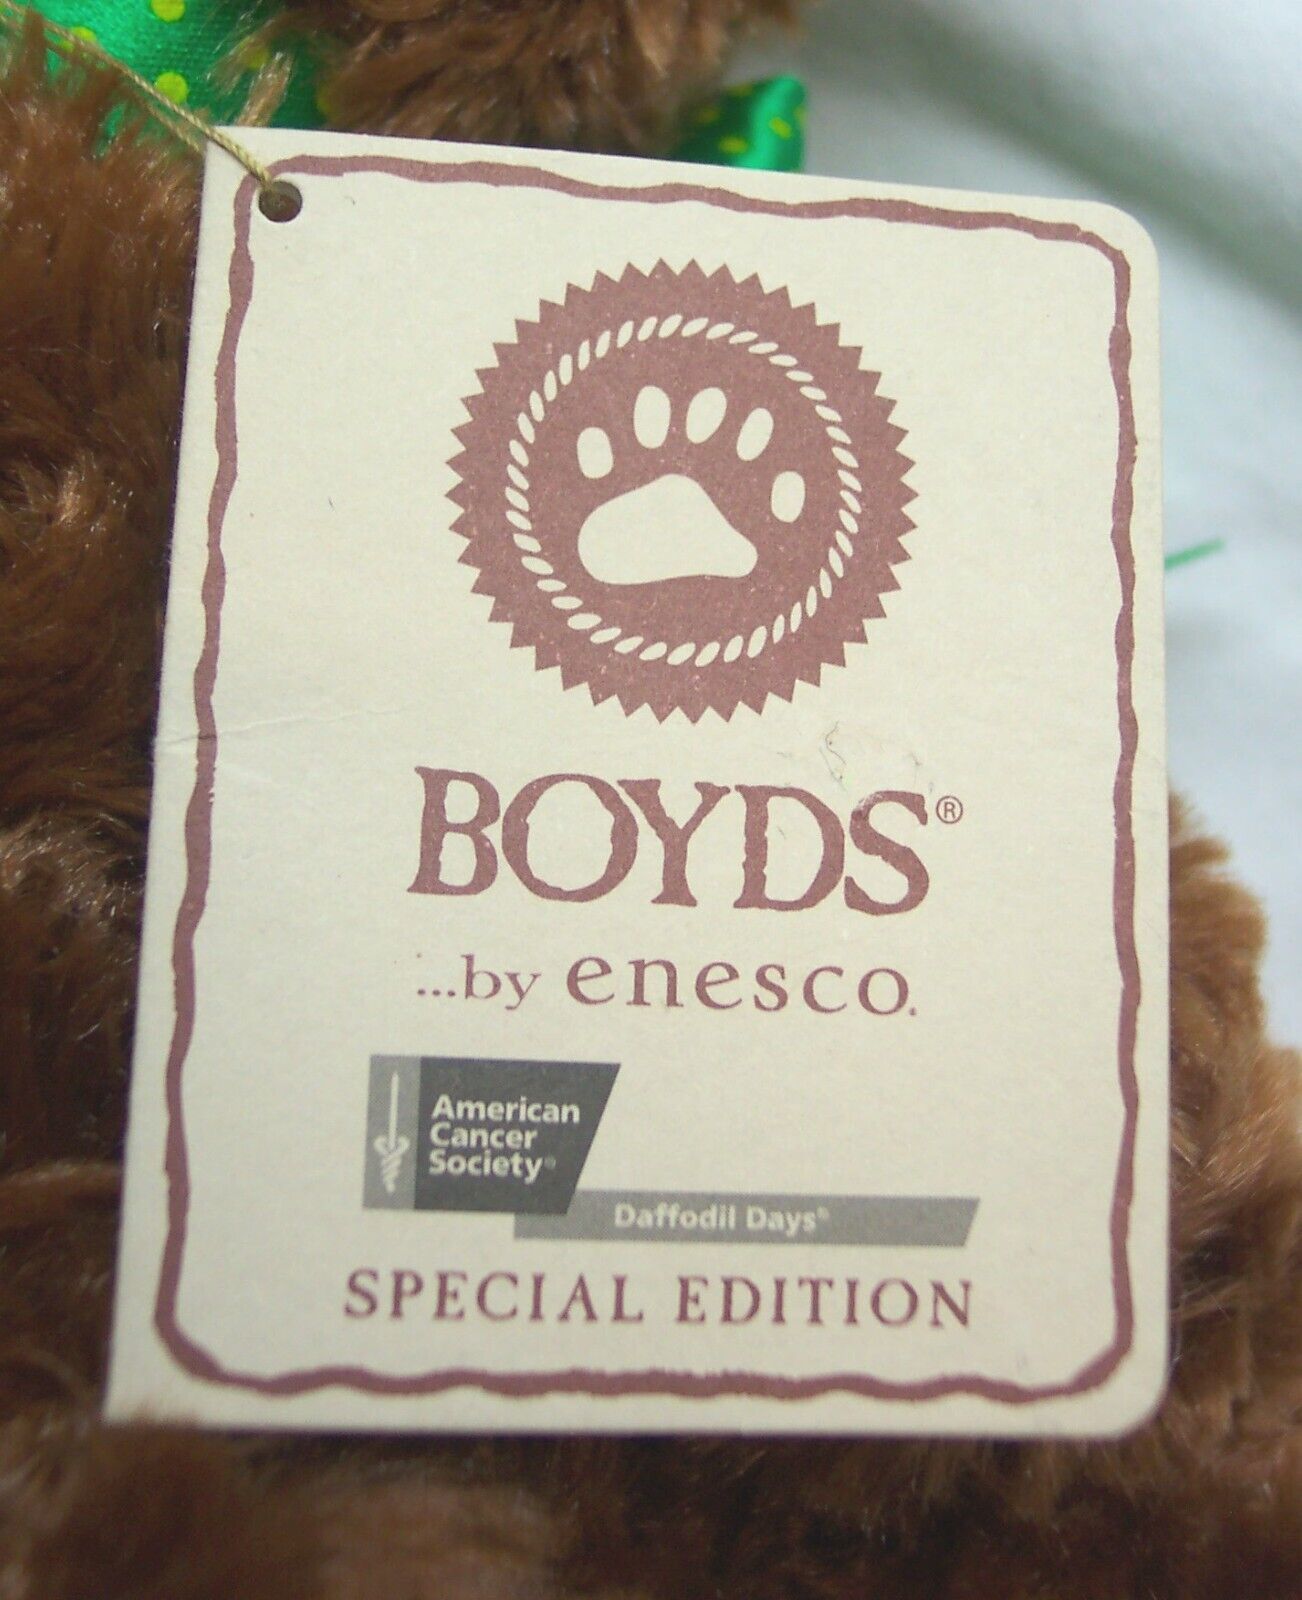 BOYDS®
...by enesco.
American
Cancer
Society®
Daffodil Days®
SPECIAL EDITION